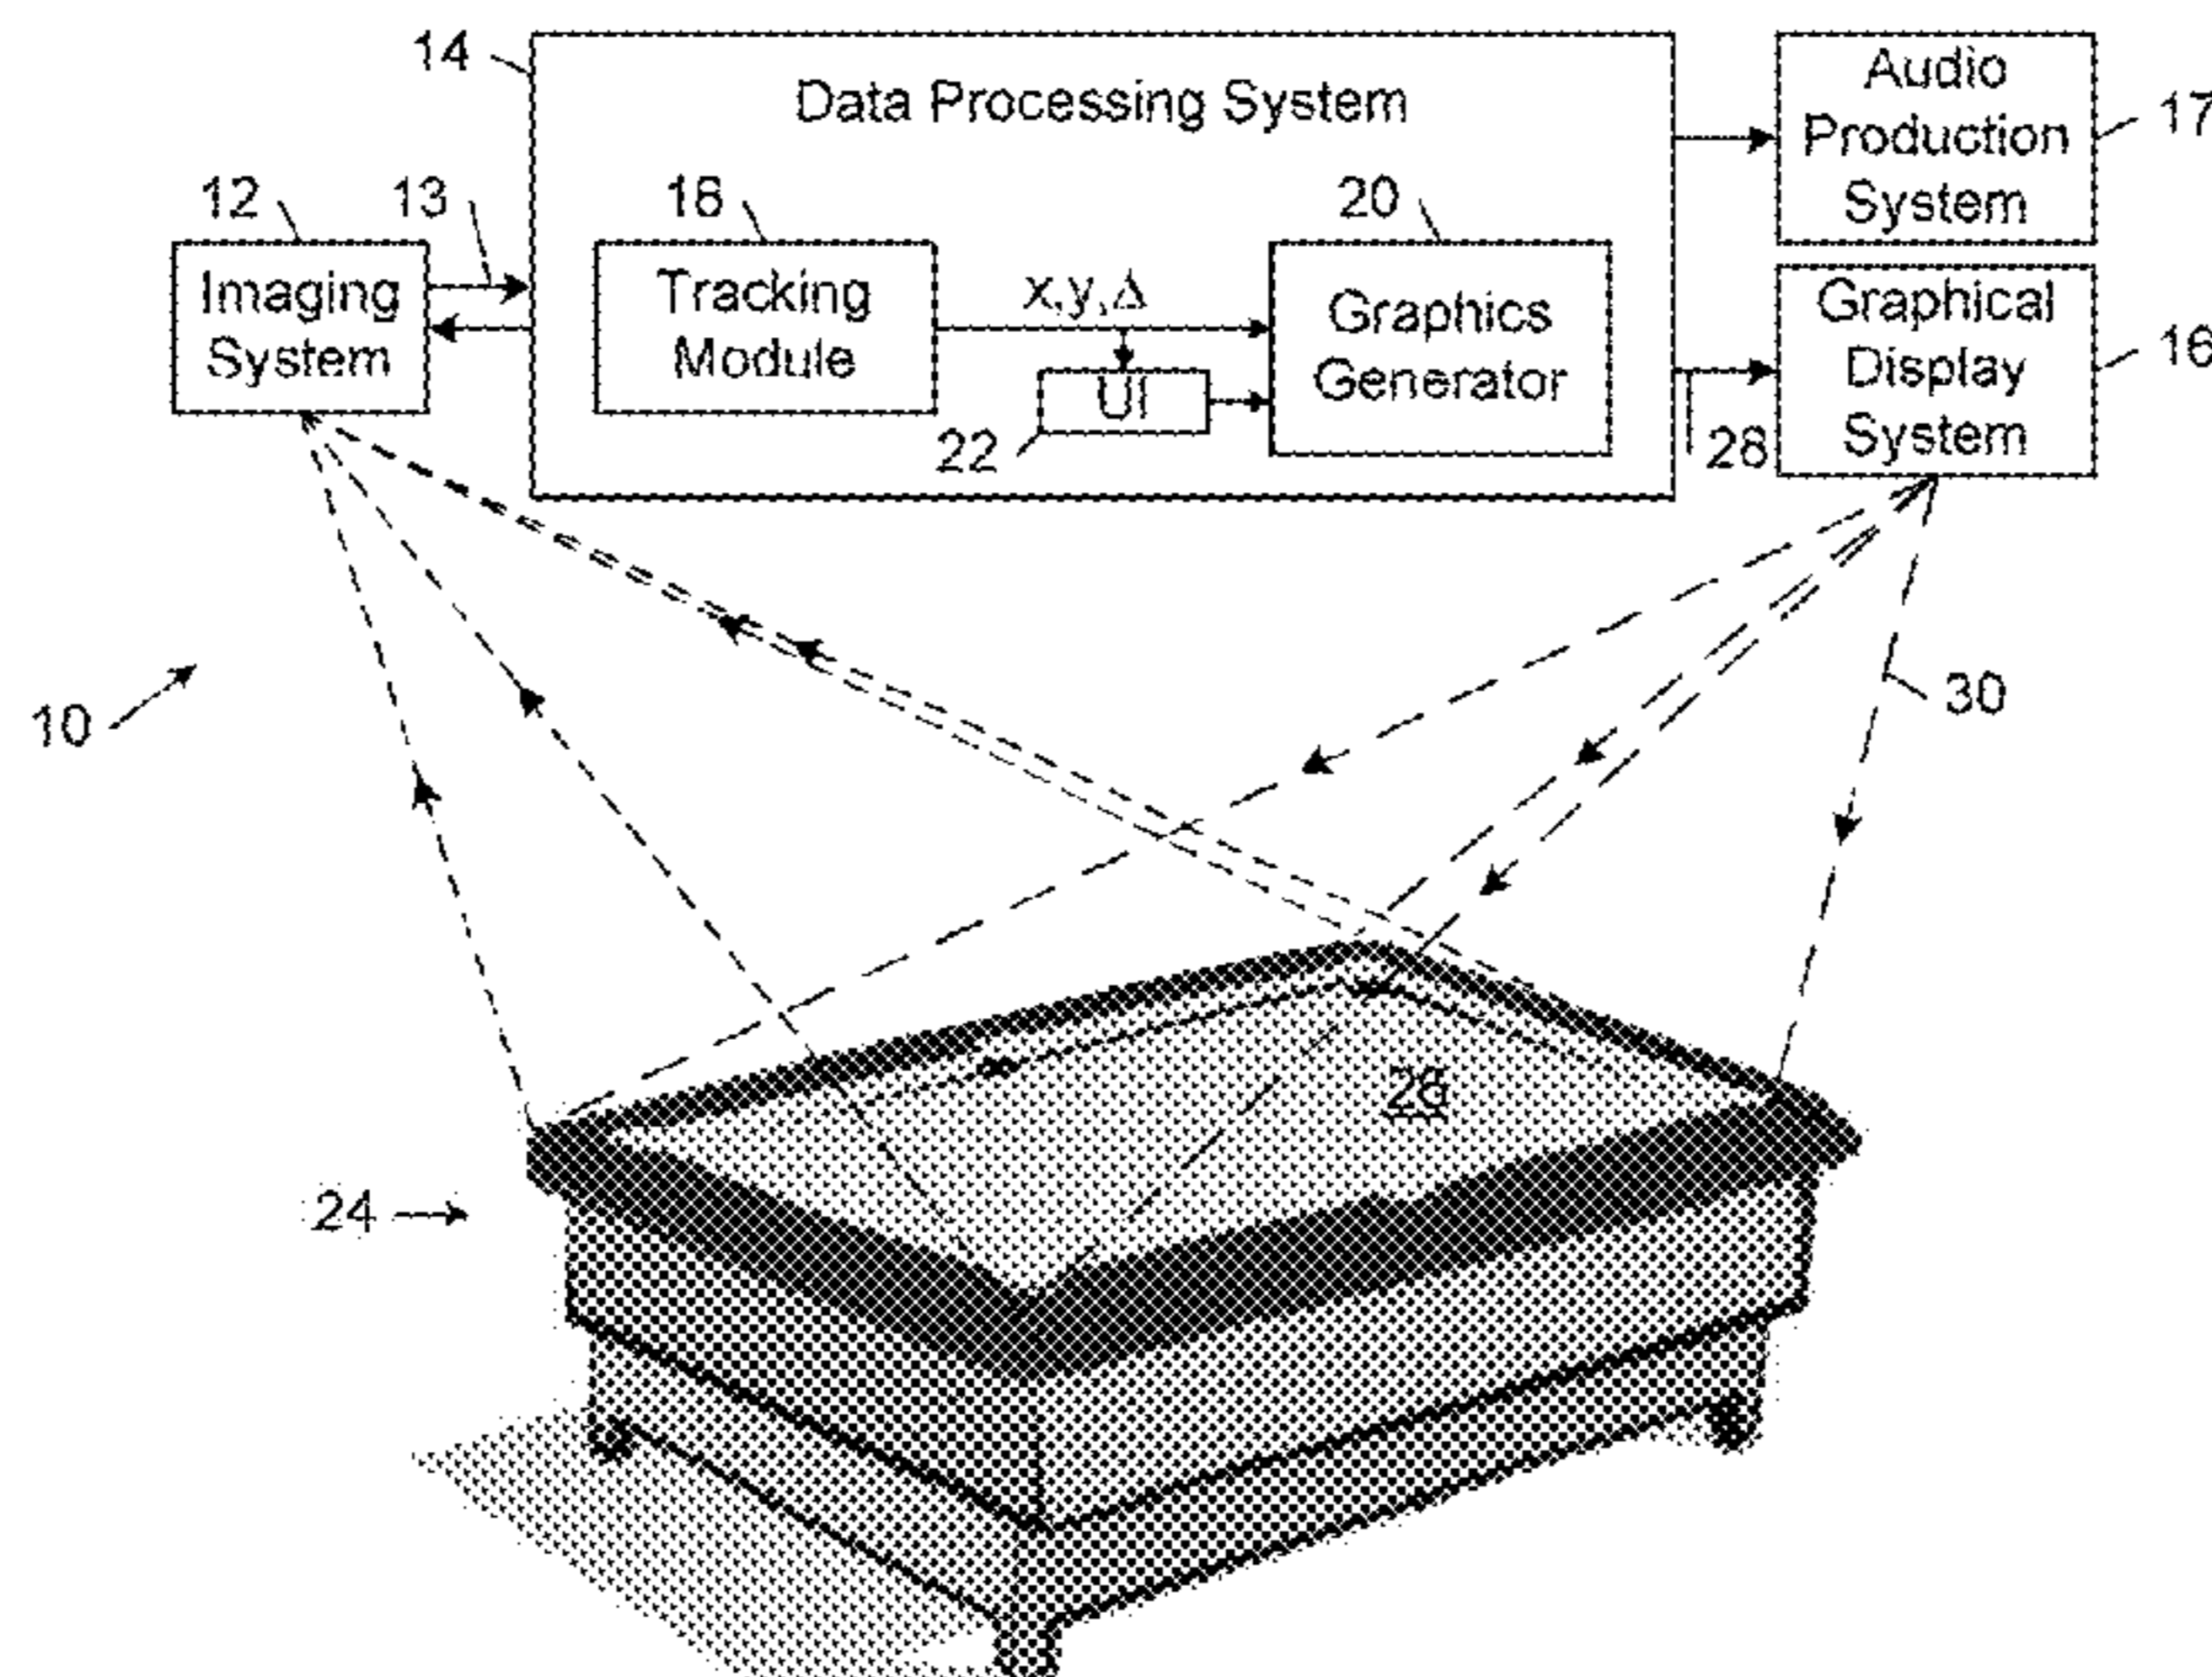 14
Data Processing System
Audio
Production
System
17
12
13
18
20
Imaging
System
Tracking
Module
x,y,Δ
UI
22
Graphics
Generator
28
Graphical
Display
System
16
10
30
26
24